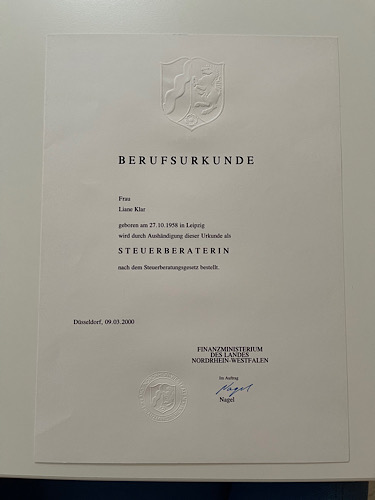 BERUFSURKUNDE
Frau
Liane Klar
geboren am 27.10.1958 in Leipzig
wird durch Aushändigung dieser Urkunde als
STEUERBERATERIN
nach dem Steuerberatungsgesetz bestellt.
Düsseldorf, 09.03.2000
FINANZMINISTERIUM
DES LANDES
NORDRHEIN-WESTFALEN
Im Auftrag
Nagel
Nagel